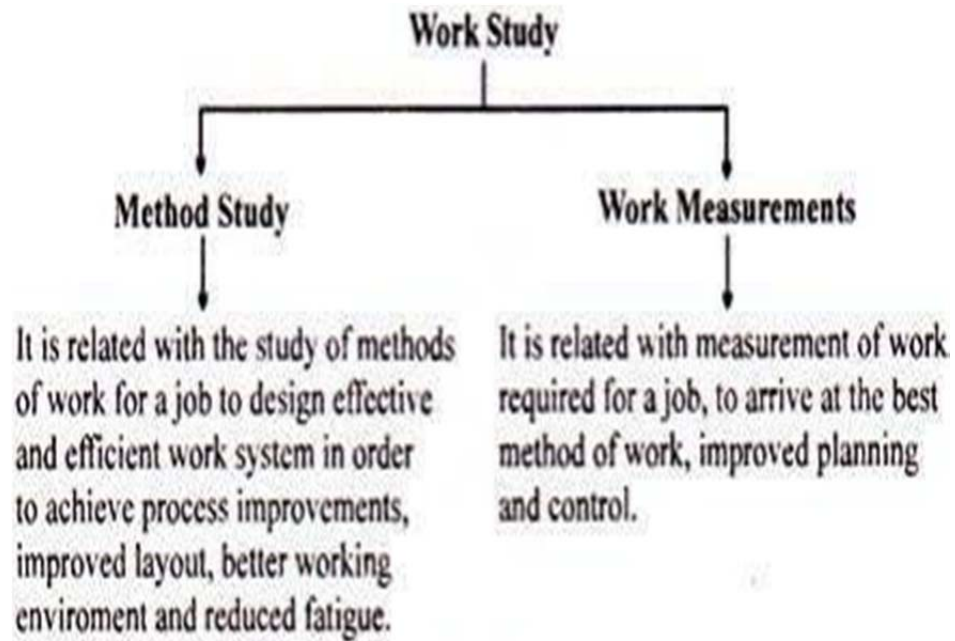 Work Study
Method Study
Work Measurements
It is related with the study of methods
of work for a job to design effective
and efficient work system in order
to achieve process improvements,
improved layout, better working
enviroment and reduced fatigue.
It is related with measurement of work
required for a job, to arrive at the best
method of work, improved planning
and control.